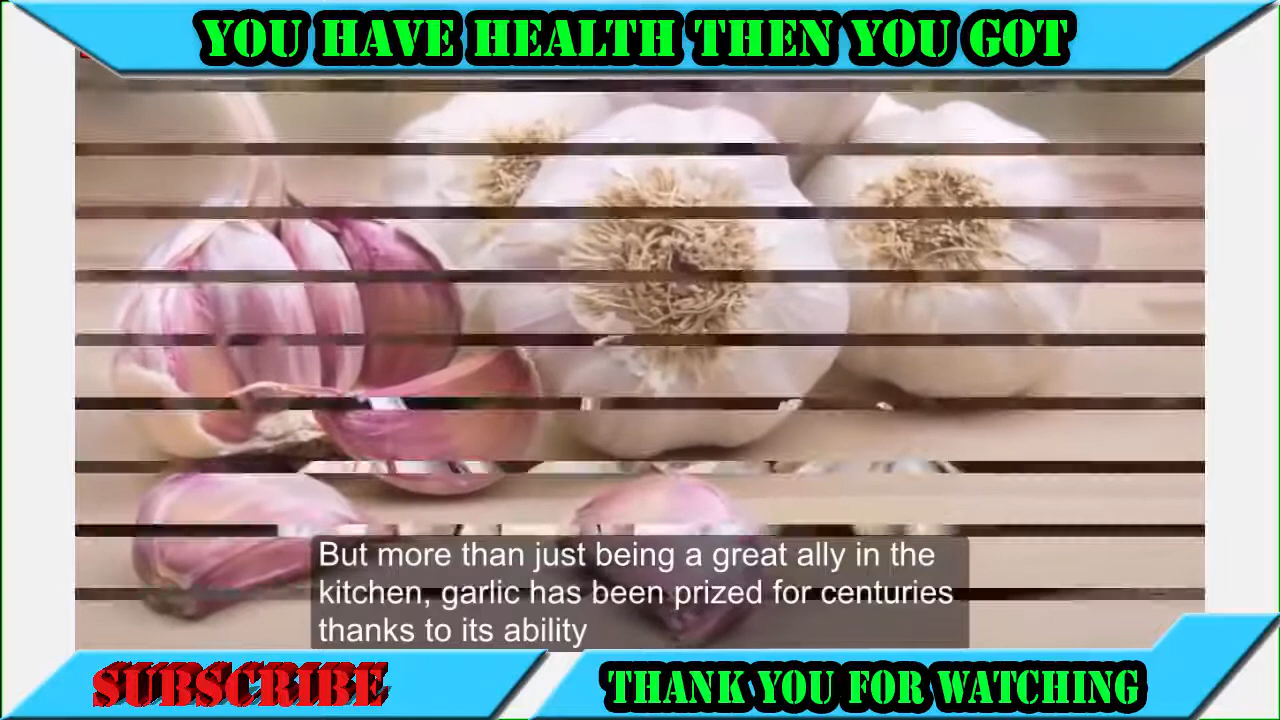 YOU HAVE HEALTH THEN YOU GOT
But more than just being a great ally in the
kitchen, garlic has been prized for centuries
thanks to its ability
SUBSCRIBE
THANK YOU FOR WATCHING